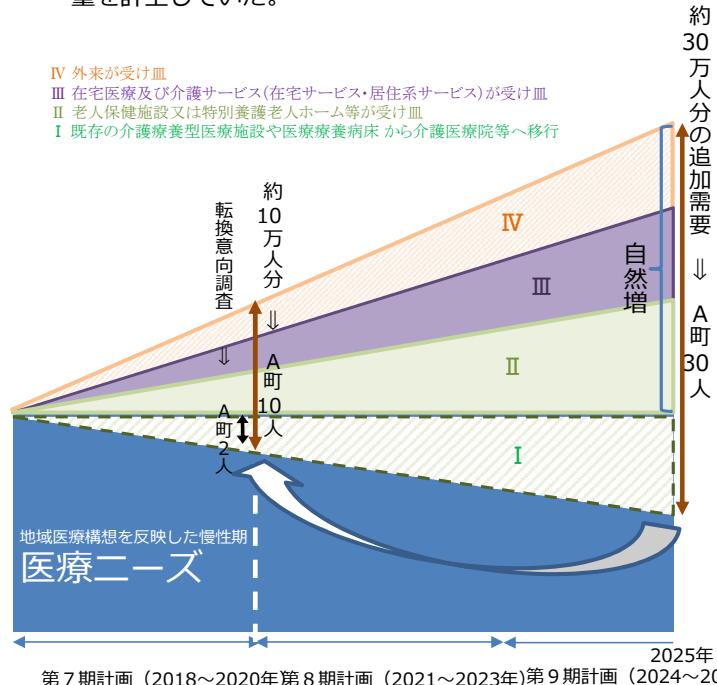 量を計上していた。
Ⅳ 外来が受け皿
Ⅲ 在宅医療及び介護サービス(在宅サービス・居住系サービス)が受け皿
Ⅱ 老人保健施設又は特別養護老人ホーム等が受け皿
Ⅰ 既存の介護療養型医療施設や医療療養病床 から介護医療院等へ移行
約30万人分の追加需要 ⇒ A町30人
約10万人分 ⇒ A町10人
転換意向調査 ⇒ A町2人
自然増
Ⅳ
Ⅲ
Ⅱ
Ⅰ
地域医療構想を反映した慢性期
医療ニーズ
2025年
第７期計画（2018～2020年
第８期計画（2021～2023年）
第９期計画（2024～20